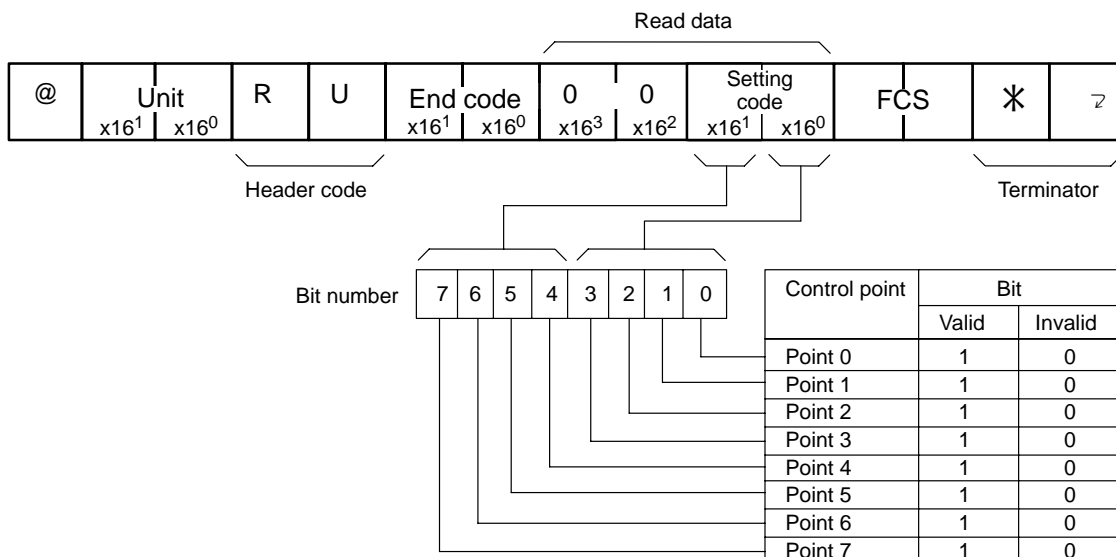 Read data
@ Unit R U End code 0 0 Setting code FCS * ↵
x16¹ x16⁰ x16¹ x16⁰ x16³ x16² x16¹ x16⁰
Header code Terminator
Bit number 7 6 5 4 3 2 1 0
Control point Bit
Valid Invalid
Point 0 1 0
Point 1 1 0
Point 2 1 0
Point 3 1 0
Point 4 1 0
Point 5 1 0
Point 6 1 0
Point 7 1 0